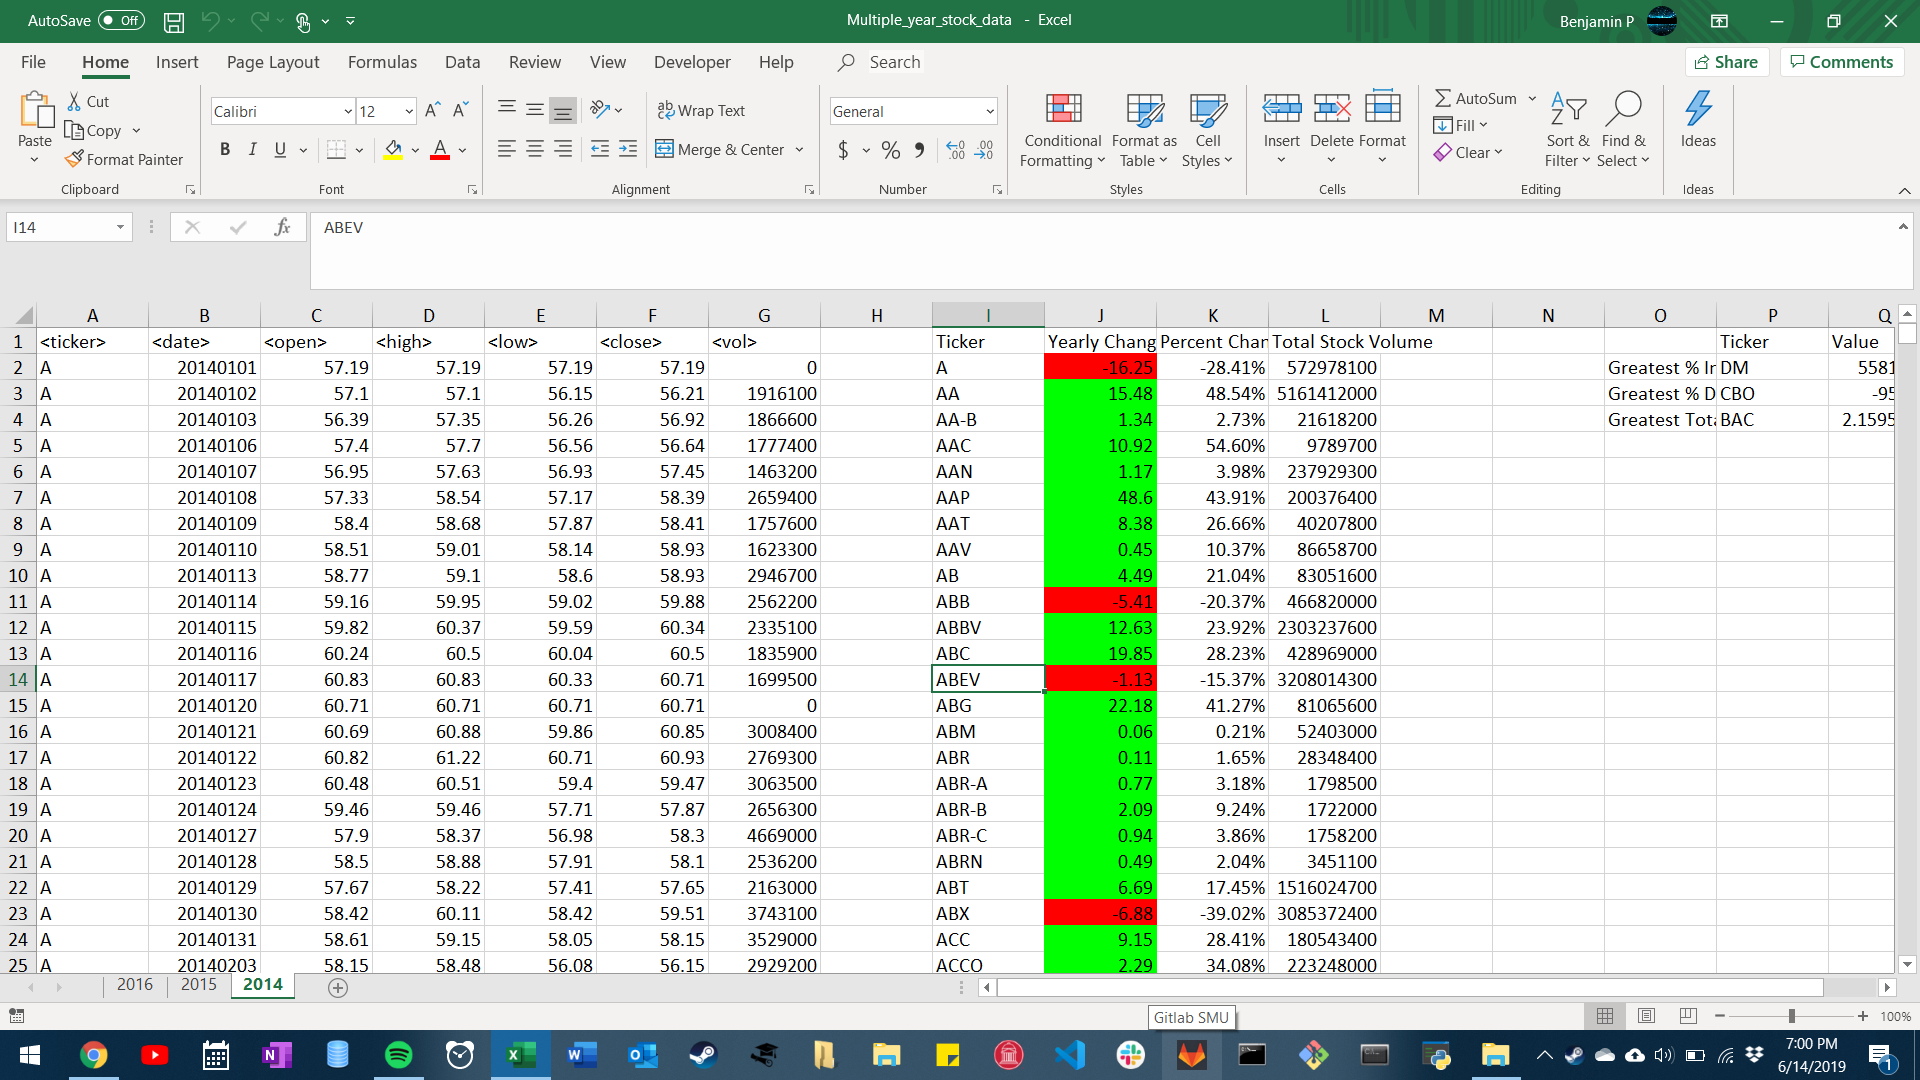 AutoSave Off Multiple_year_stock_data - Excel Benjamin P
File Home Insert Page Layout Formulas Data Review View Developer Help Search Share Comments
Paste Cut Copy Format Painter Clipboard
Calibri 12 B I U A Font
Wrap Text Merge & Center Alignment
General $ % Number
Conditional Formatting Format as Table Cell Styles Styles
Insert Delete Format Cells
AutoSum Fill Clear Sort & Filter Find & Select Editing
Ideas Ideas
I14 fx ABEV
A B C D E F G H I J K L M N O P Q
1 <ticker> <date> <open> <high> <low> <close> <vol> Ticker Yearly Chang Percent Chan Total Stock Volume Ticker Value
2 A 20140101 57.19 57.19 57.19 57.19 0 A -16.25 -28.41% 572978100 Greatest % Ir DM 5581
3 A 20140102 57.1 57.1 56.15 56.21 1916100 AA 15.48 48.54% 5161412000 Greatest % D CBO -95
4 A 20140103 56.39 57.35 56.26 56.92 1866600 AA-B 1.34 2.73% 21618200 Greatest Tota BAC 2.1595
5 A 20140106 57.4 57.7 56.56 56.64 1777400 AAC 10.92 54.60% 9789700
6 A 20140107 56.95 57.63 56.93 57.45 1463200 AAN 1.17 3.98% 237929300
7 A 20140108 57.33 58.54 57.17 58.39 2659400 AAP 48.6 43.91% 200376400
8 A 20140109 58.4 58.68 57.87 58.41 1757600 AAT 8.38 26.66% 40207800
9 A 20140110 58.51 59.01 58.14 58.93 1623300 AAV 0.45 10.37% 86658700
10 A 20140113 58.77 59.1 58.6 58.93 2946700 AB 4.49 21.04% 83051600
11 A 20140114 59.16 59.95 59.02 59.88 2562200 ABB -5.41 -20.37% 466820000
12 A 20140115 59.82 60.37 59.59 60.34 2335100 ABBV 12.63 23.92% 2303237600
13 A 20140116 60.24 60.5 60.04 60.5 1835900 ABC 19.85 28.23% 428969000
14 A 20140117 60.83 60.83 60.33 60.71 1699500 ABEV -1.13 -15.37% 3208014300
15 A 20140120 60.71 60.71 60.71 60.71 0 ABG 22.18 41.27% 81065600
16 A 20140121 60.69 60.88 59.86 60.85 3008400 ABM 0.06 0.21% 52403000
17 A 20140122 60.82 61.22 60.71 60.93 2769300 ABR 0.11 1.65% 28348400
18 A 20140123 60.48 60.51 59.4 59.47 3063500 ABR-A 0.77 3.18% 1798500
19 A 20140124 59.46 59.46 57.71 57.87 2656300 ABR-B 2.09 9.24% 1722000
20 A 20140127 57.9 58.37 56.98 58.3 4669000 ABR-C 0.94 3.86% 1758200
21 A 20140128 58.5 58.88 57.91 58.1 2536200 ABRN 0.49 2.04% 3451100
22 A 20140129 57.67 58.22 57.41 57.65 2163000 ABT 6.69 17.45% 1516024700
23 A 20140130 58.42 60.11 58.42 59.51 3743100 ABX -6.88 -39.02% 3085372400
24 A 20140131 58.61 59.15 58.05 58.15 3529000 ACC 9.15 28.41% 180543400
25 A 20140203 58.15 58.48 56.08 56.15 2929200 ACCO 2.29 34.08% 223248000
2016 2015 2014
Gitlab SMU
100%
7:00 PM
6/14/2019
1